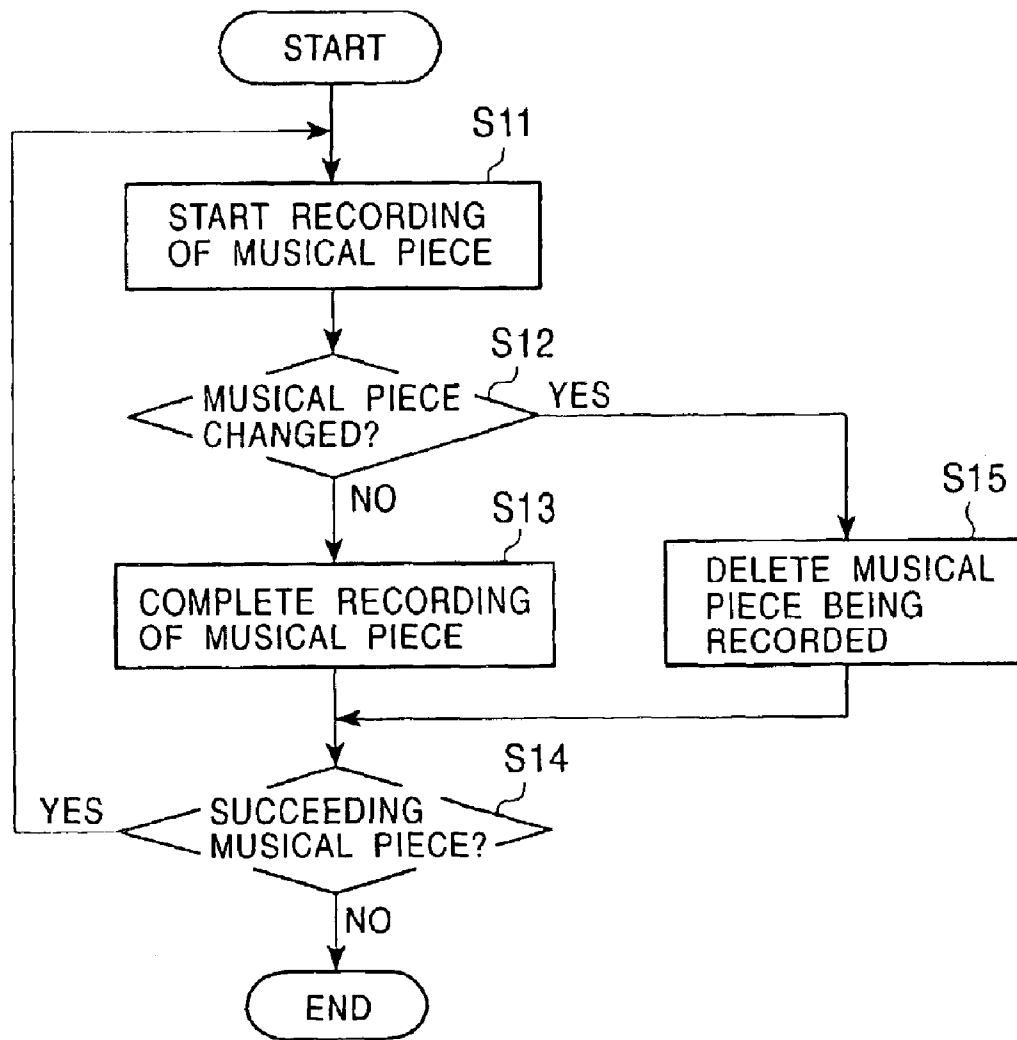 START
S11
START RECORDING
OF MUSICAL PIECE
S12
MUSICAL PIECE
CHANGED?
YES
NO
S13
COMPLETE RECORDING
OF MUSICAL PIECE
S15
DELETE MUSICAL
PIECE BEING
RECORDED
S14
SUCCEEDING
MUSICAL PIECE?
YES
NO
END